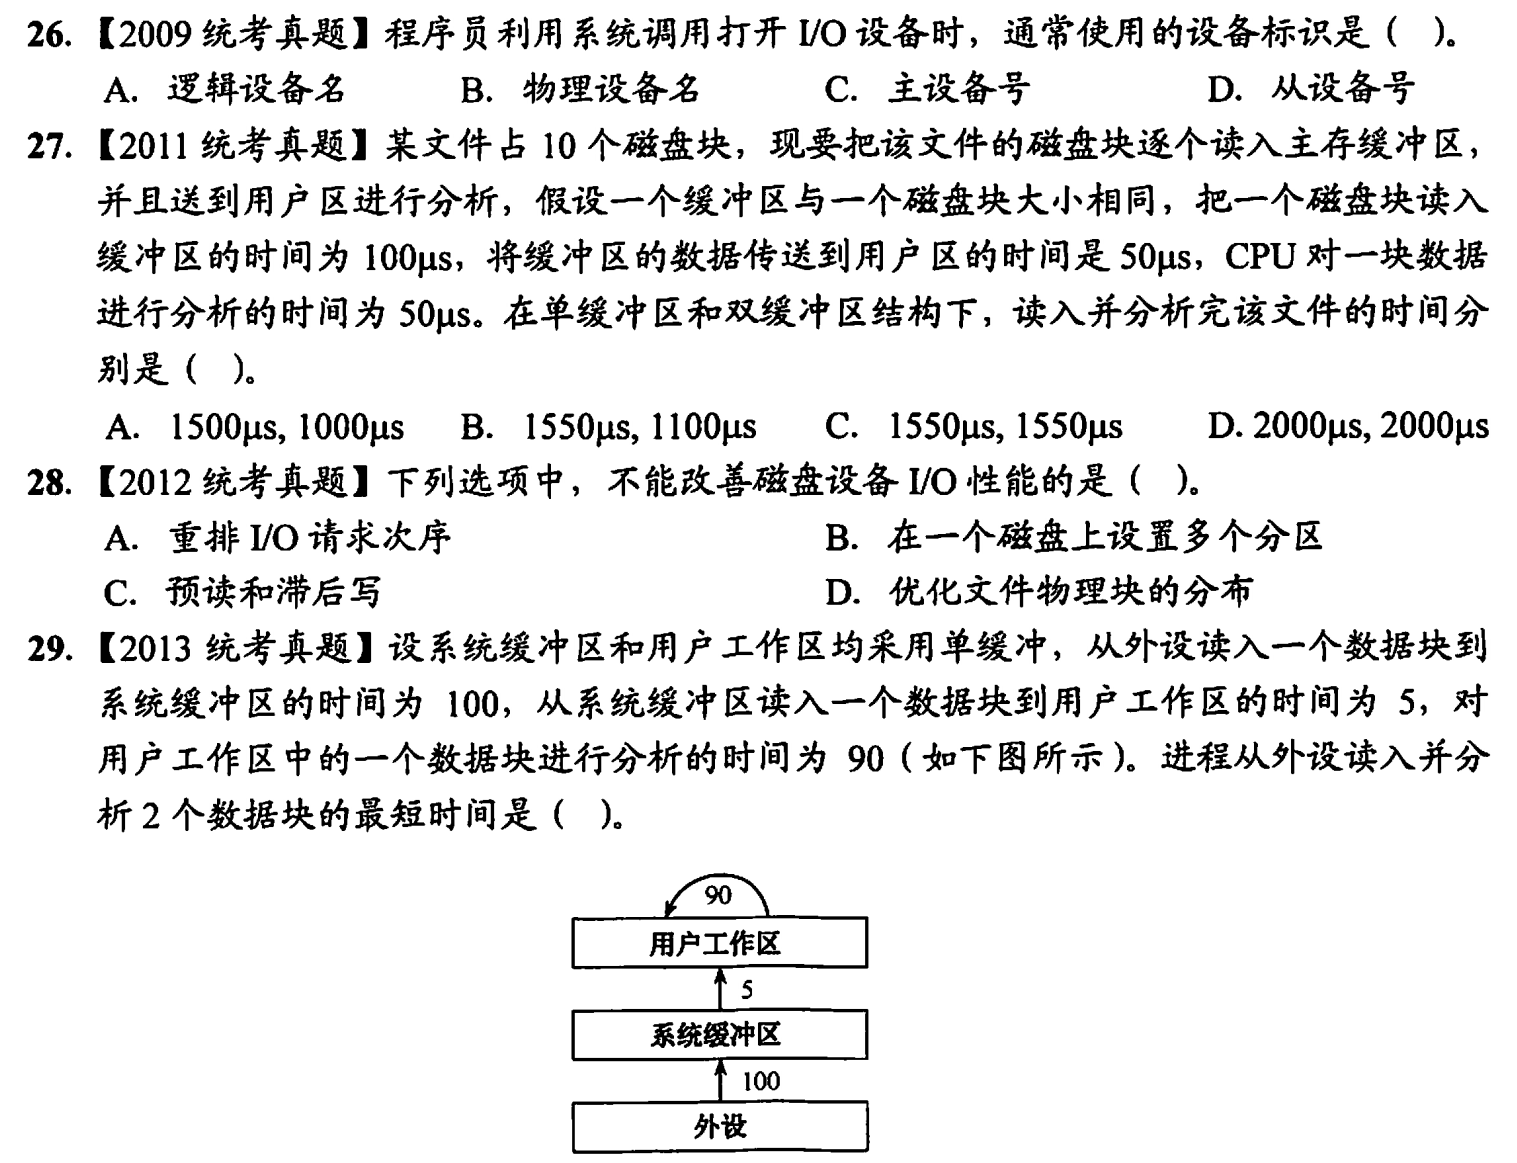 26. 【2009 统考真题】程序员利用系统调用打开 I/O 设备时，通常使用的设备标识是（ ）。
A. 逻辑设备名 B. 物理设备名 C. 主设备号 D. 从设备号
27. 【2011 统考真题】某文件占 10 个磁盘块，现要把该文件的磁盘块逐个读入主存缓冲区，
并且送到用户区进行分析，假设一个缓冲区与一个磁盘块大小相同，把一个磁盘块读入
缓冲区的时间为 100μs，将缓冲区的数据传送到用户区的时间是 50μs，CPU 对一块数据
进行分析的时间为 50μs。在单缓冲区和双缓冲区结构下，读入并分析完该文件的时间分
别是（ ）。
A. 1500μs, 1000μs B. 1550μs, 1100μs C. 1550μs, 1550μs D. 2000μs, 2000μs
28. 【2012 统考真题】下列选项中，不能改善磁盘设备 I/O 性能的是（ ）。
A. 重排 I/O 请求次序 B. 在一个磁盘上设置多个分区
C. 预读和滞后写 D. 优化文件物理块的分布
29. 【2013 统考真题】设系统缓冲区和用户工作区均采用单缓冲，从外设读入一个数据块到
系统缓冲区的时间为 100，从系统缓冲区读入一个数据块到用户工作区的时间为 5，对
用户工作区中的一个数据块进行分析的时间为 90（如下图所示）。进程从外设读入并分
析 2 个数据块的最短时间是（ ）。
90
用户工作区
5
系统缓冲区
100
外设